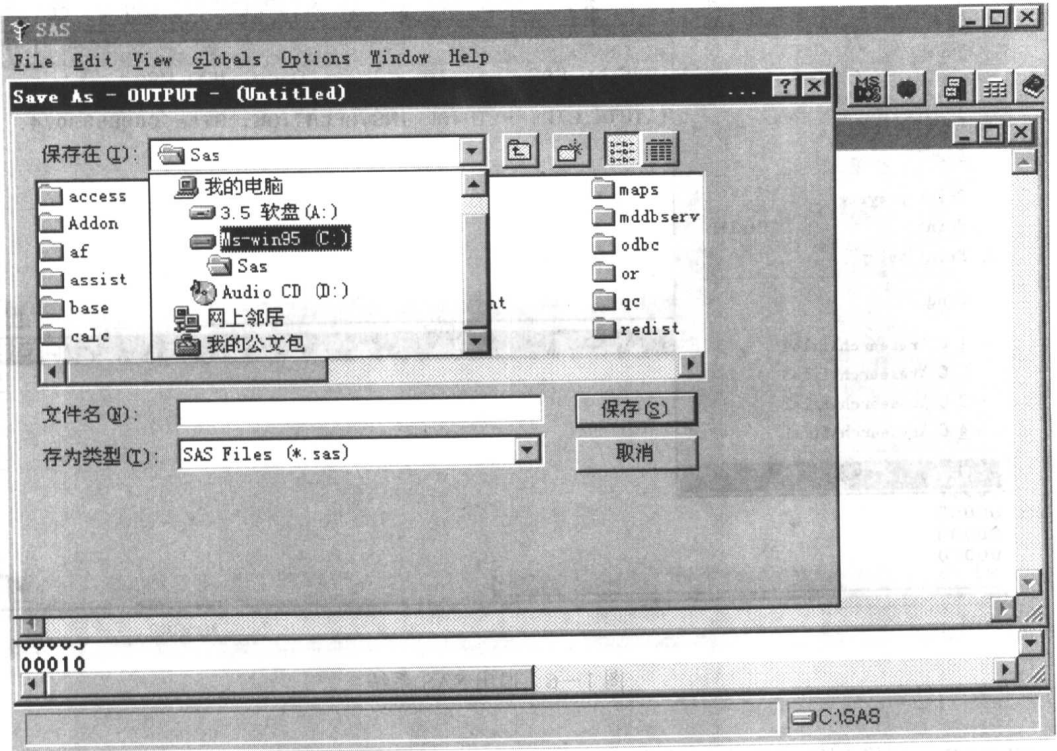 SAS
File Edit View Globals Options Window Help
Save As - OUTPUT - (Untitled) ...
MS DOS
保存在(I): Sas
access
Addon
af
assist
base
calc
我的电脑
3.5 软盘(A:)
Ms-win95 (C:)
Sas
Audio CD (D:)
网上邻居
我的公文包
nt
maps
mddbserv
odbc
or
qc
redist
文件名(N): 保存(S)
存为类型(T): SAS Files (*.sas) 取消
00010
C:\SAS